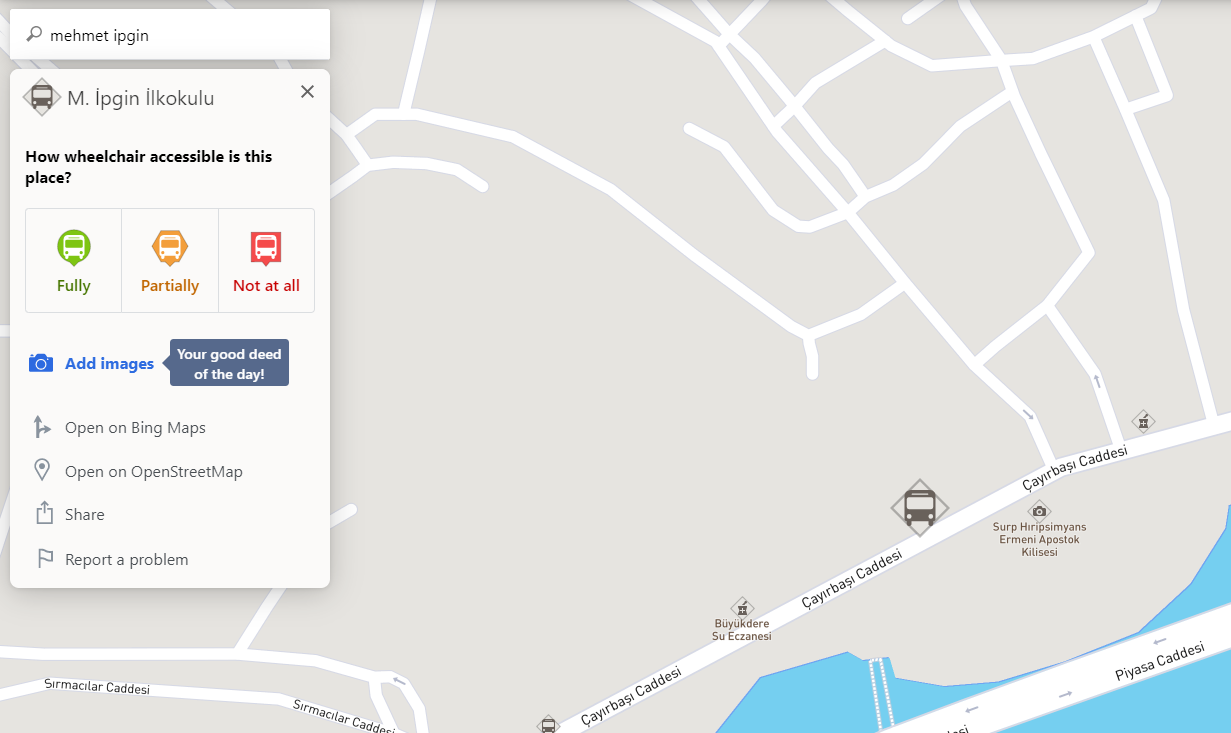 mehmet ipgin
M. İpgin İlkokulu
How wheelchair accessible is this
place?
Fully
Partially
Not at all
Add images
Your good deed
of the day!
Open on Bing Maps
Open on OpenStreetMap
Share
Report a problem
Çayırbaşı Caddesi
Surp Hıripsimyans
Ermeni Apostok
Kilisesi
Çayırbaşı Caddesi
Büyükdere
Su Eczanesi
Piyasa Caddesi
Çayırbaşı Caddesi
Sırmacılar Caddesi
Sırmacılar Caddesi